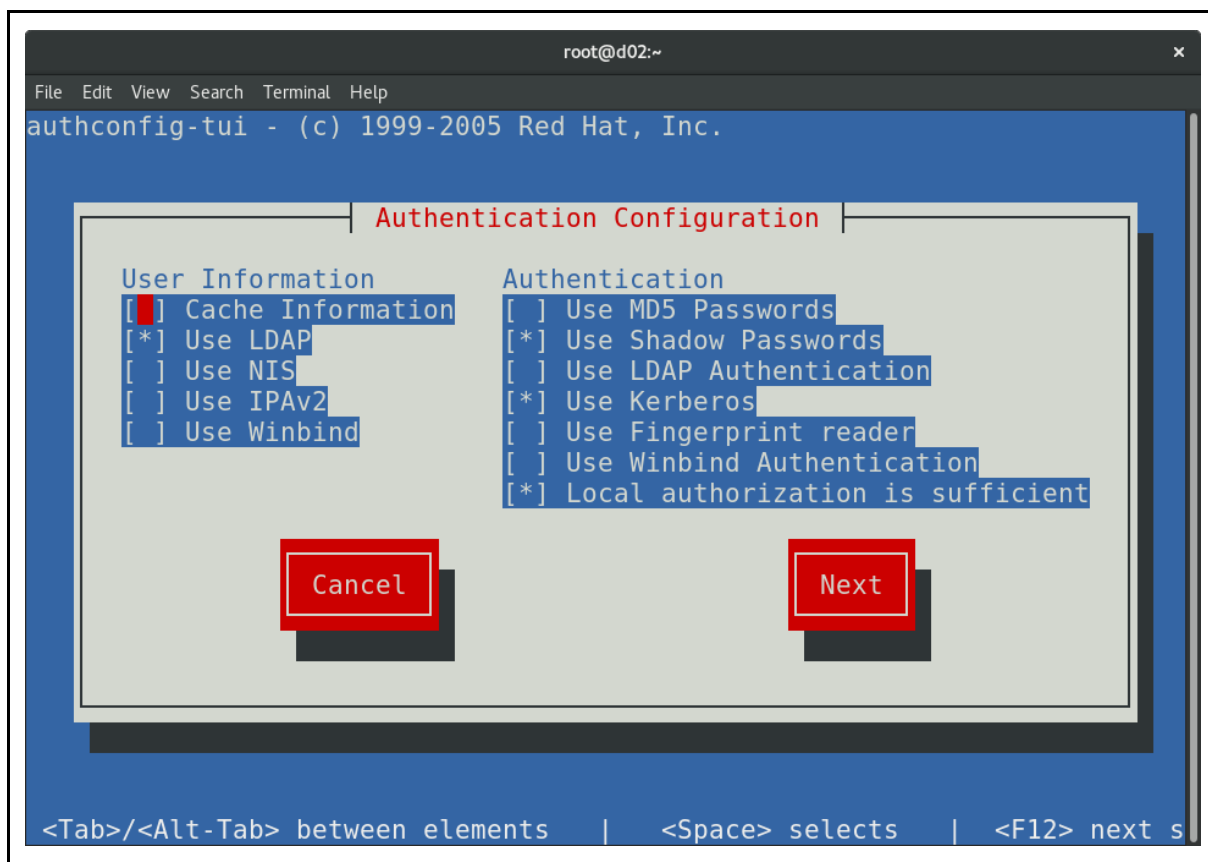 root@d02:~ ×
File Edit View Search Terminal Help
authconfig-tui - (c) 1999-2005 Red Hat, Inc.
Authentication Configuration
User Information
[ ] Cache Information
[*] Use LDAP
[ ] Use NIS
[ ] Use IPAv2
[ ] Use Winbind
Authentication
[ ] Use MD5 Passwords
[*] Use Shadow Passwords
[ ] Use LDAP Authentication
[*] Use Kerberos
[ ] Use Fingerprint reader
[ ] Use Winbind Authentication
[*] Local authorization is sufficient
Cancel Next
<Tab>/<Alt-Tab> between elements | <Space> selects | <F12> next s